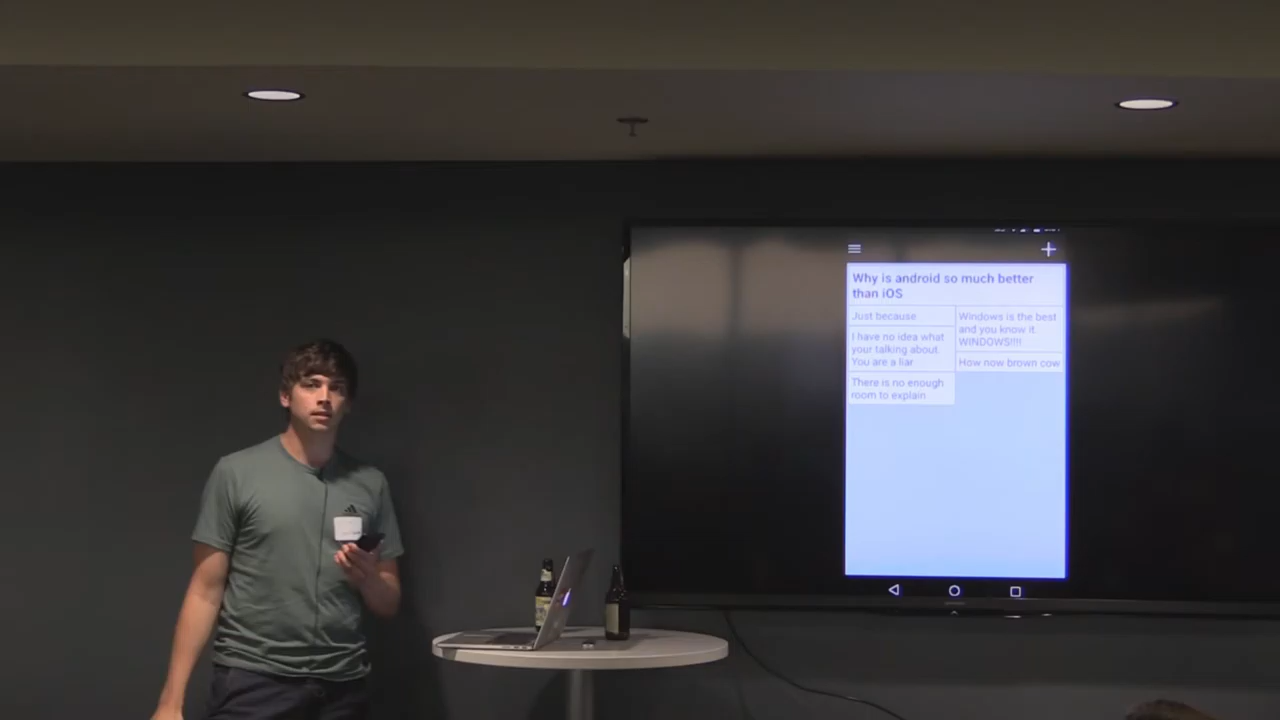 Why is android so much better
than iOS
Just because
I have no idea what
your talking about.
You are a liar
There is no enough
room to explain
Windows is the best
and you know it.
WINDOWS!!!!
How now brown cow